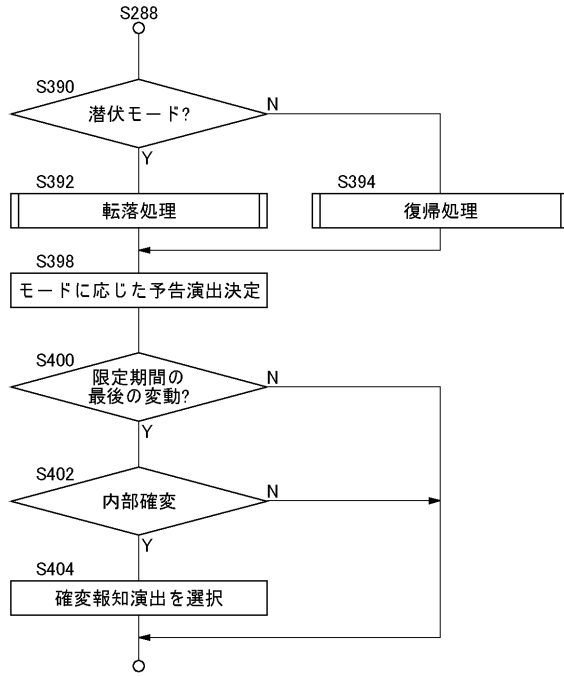 S288
S390
潜伏モード?
N
Y
S392
転落処理
S394
復帰処理
S398
モードに応じた予告演出決定
S400
限定期間の
最後の変動?
N
Y
S402
内部確変
N
Y
S404
確変報知演出を選択